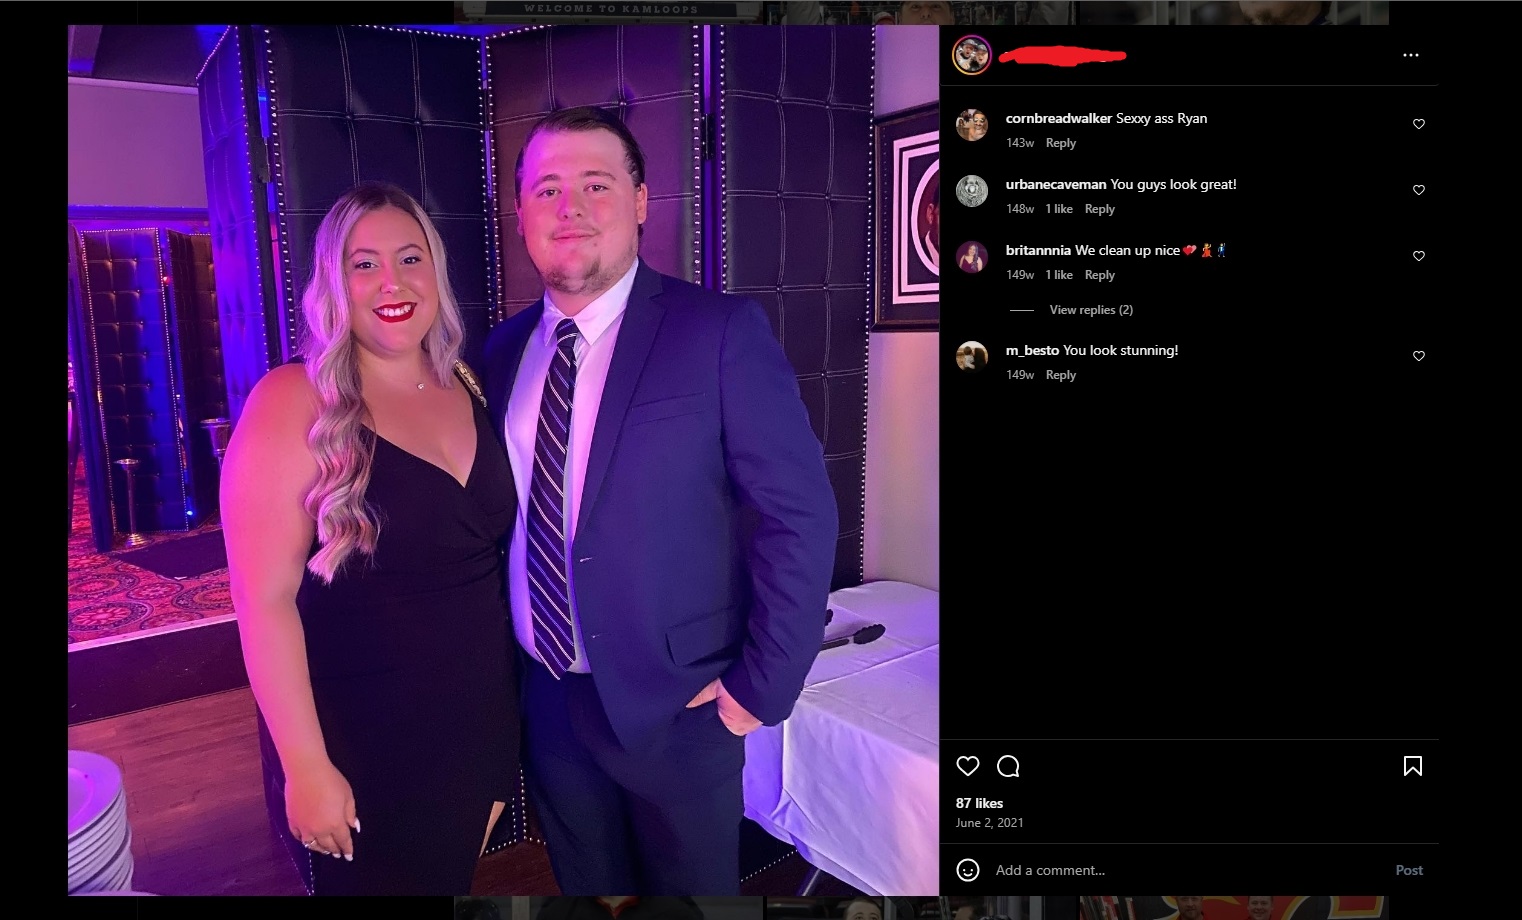 WELCOME TO KAMLOOPS
cornbreadwalker Sexxy ass Ryan
143w Reply
urbanecaveman You guys look great!
148w 1 like Reply
britannnia We clean up nice💓💃🕺
149w 1 like Reply
View replies (2)
m_besto You look stunning!
149w Reply
87 likes
June 2, 2021
Add a comment... Post